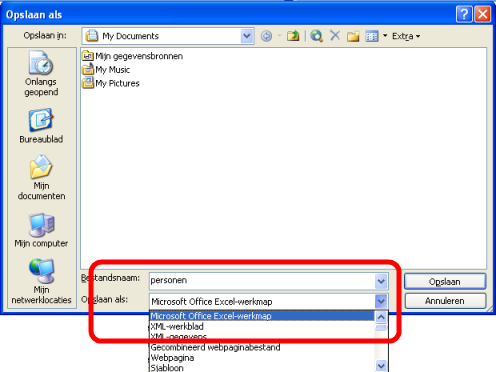 Opslaan als
Opslaan in:
My Documents
Extra
Mijn gegevensbronnen
My Music
My Pictures
Onlangs
geopend
Bureaublad
Mijn
documenten
Mijn computer
Mijn
netwerklocaties
Bestandsnaam:
personen
Opslaan
Opslaan als:
Microsoft Office Excel-werkmap
Annuleren
Microsoft Office Excel-werkmap
XML-werkblad
XML-gegevens
Gecombineerd webpaginabestand
Webpagina
Sjabloon